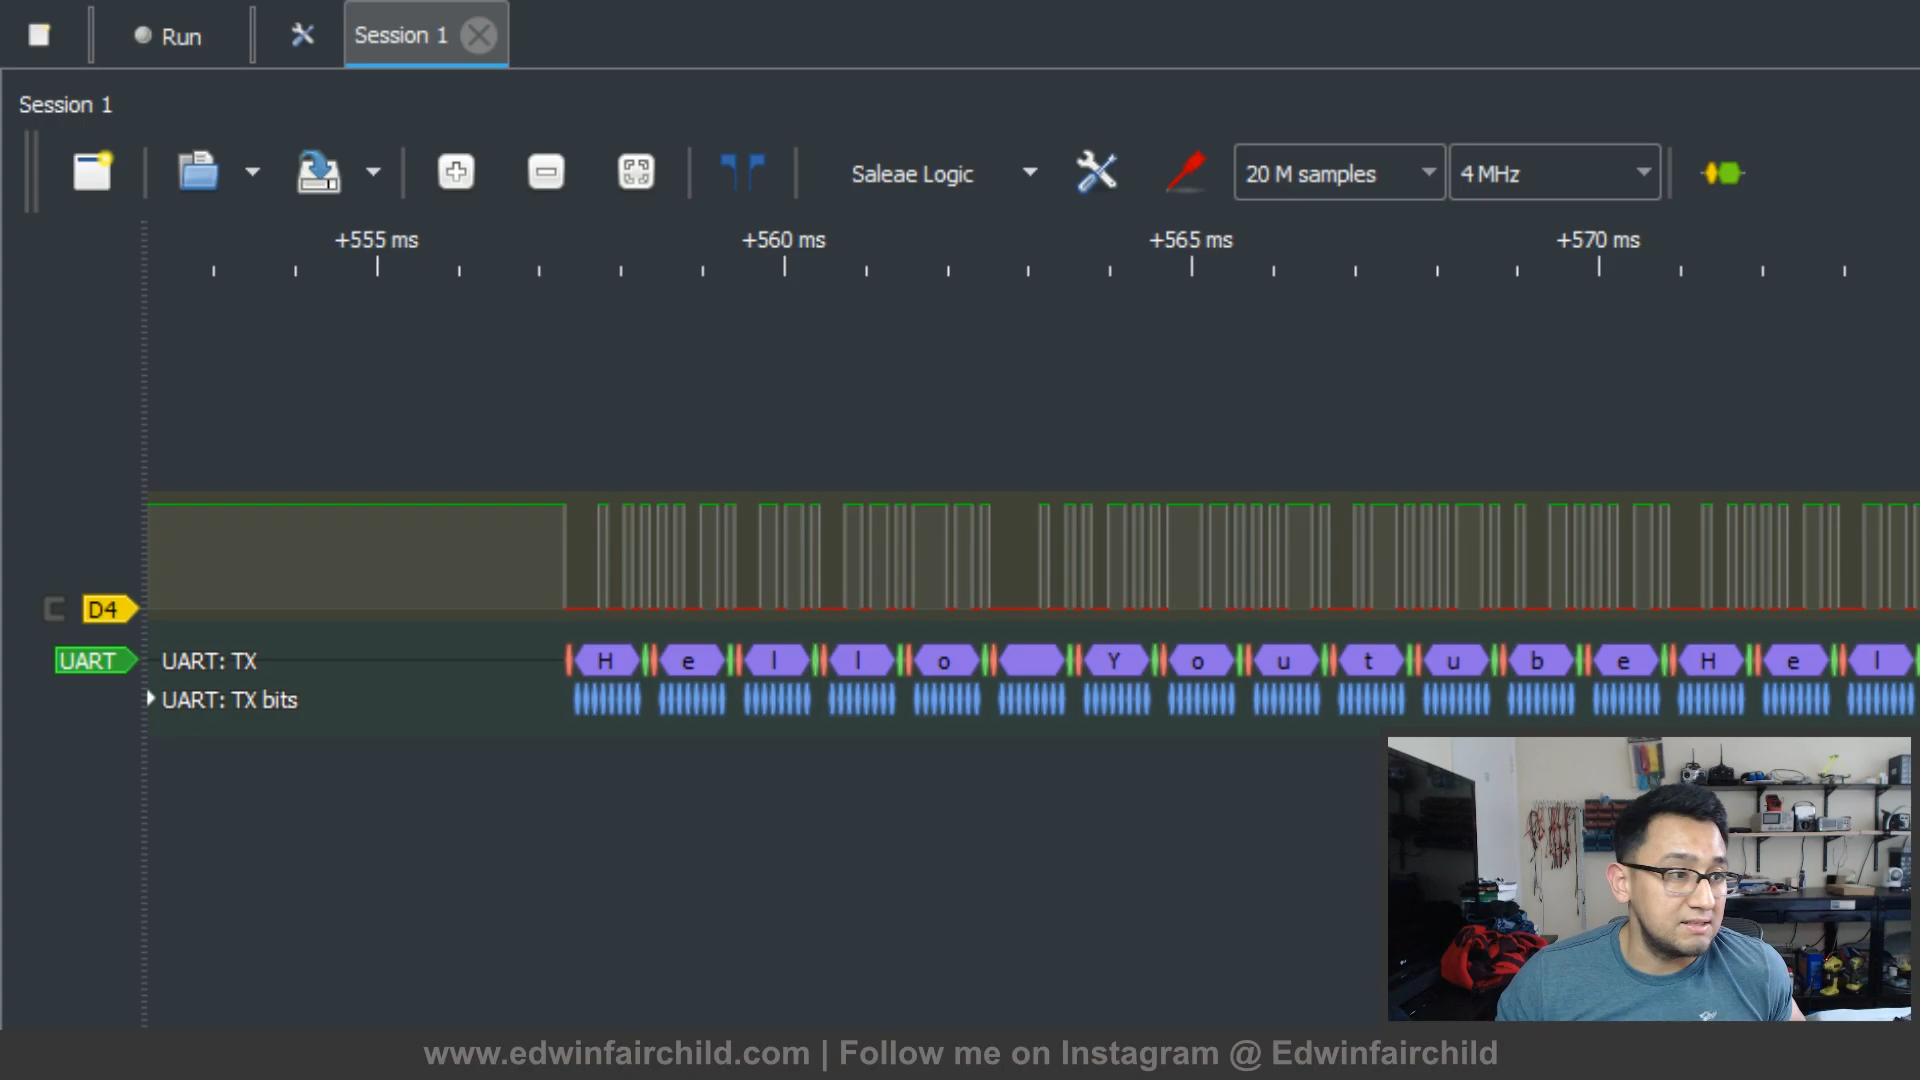 Run
Session 1
Session 1
Saleae Logic
20 M samples
4 MHz
+555 ms +560 ms +565 ms +570 ms
D4
UART UART: TX H e l l o Y o u t u b e H e l
UART: TX bits
www.edwinfairchild.com | Follow me on Instagram @ Edwinfairchild